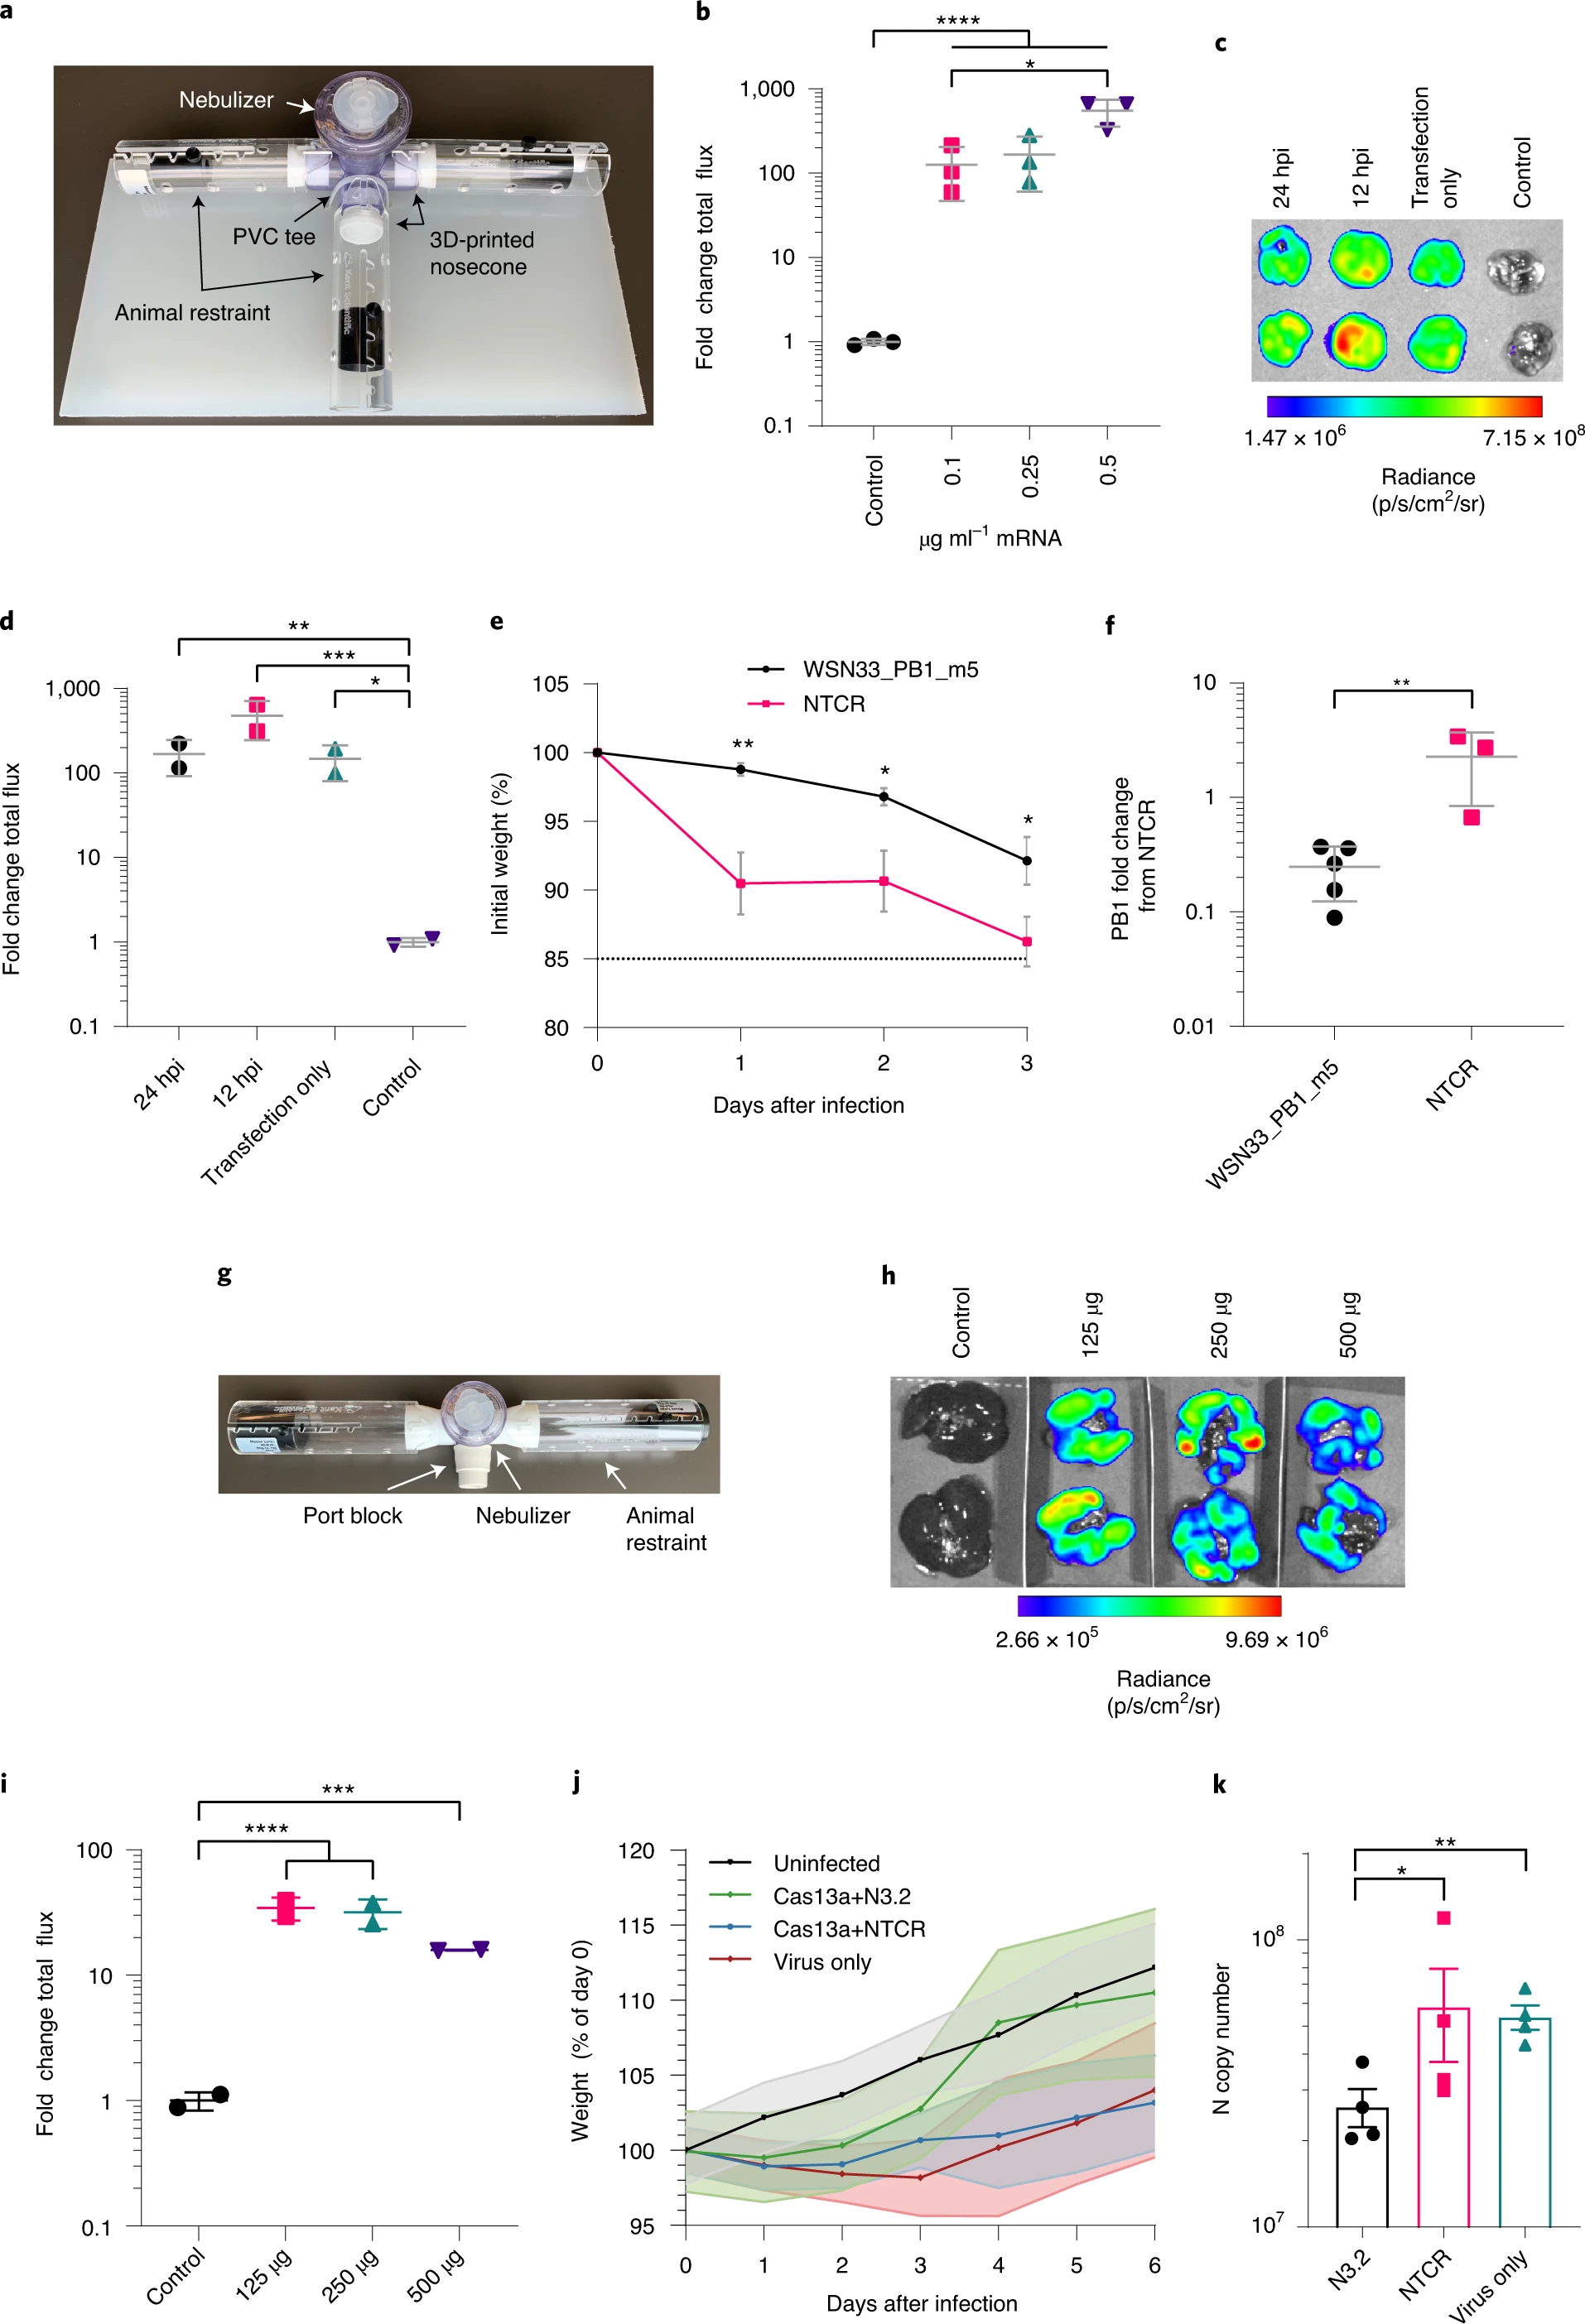 a
Nebulizer
PVC tee
3D-printed
nosecone
Animal restraint
b
****
*
1,000
100
10
1
0.1
Fold change total flux
Control
0.1
0.25
0.5
µg ml⁻¹ mRNA
c
24 hpi
12 hpi
Transfection
only
Control
1.47 × 10⁶
7.15 × 10⁸
Radiance
(p/s/cm²/sr)
d
**
***
*
1,000
100
10
1
0.1
Fold change total flux
24 hpi
12 hpi
Transfection only
Control
e
WSN33_PB1_m5
NTCR
105
100
95
90
85
80
Initial weight (%)
**
*
*
0
1
2
3
Days after infection
f
**
10
1
0.1
0.01
PB1 fold change
from NTCR
WSN33_PB1_m5
NTCR
g
Kent Scientific
Port block
Nebulizer
Animal
restraint
h
Control
125 µg
250 µg
500 µg
2.66 × 10⁵
9.69 × 10⁶
Radiance
(p/s/cm²/sr)
i
***
****
100
10
1
0.1
Fold change total flux
Control
125 µg
250 µg
500 µg
j
120
115
110
105
100
95
Weight (% of day 0)
Uninfected
Cas13a+N3.2
Cas13a+NTCR
Virus only
0
1
2
3
4
5
6
Days after infection
k
**
*
10⁸
10⁷
N copy number
N3.2
NTCR
Virus only